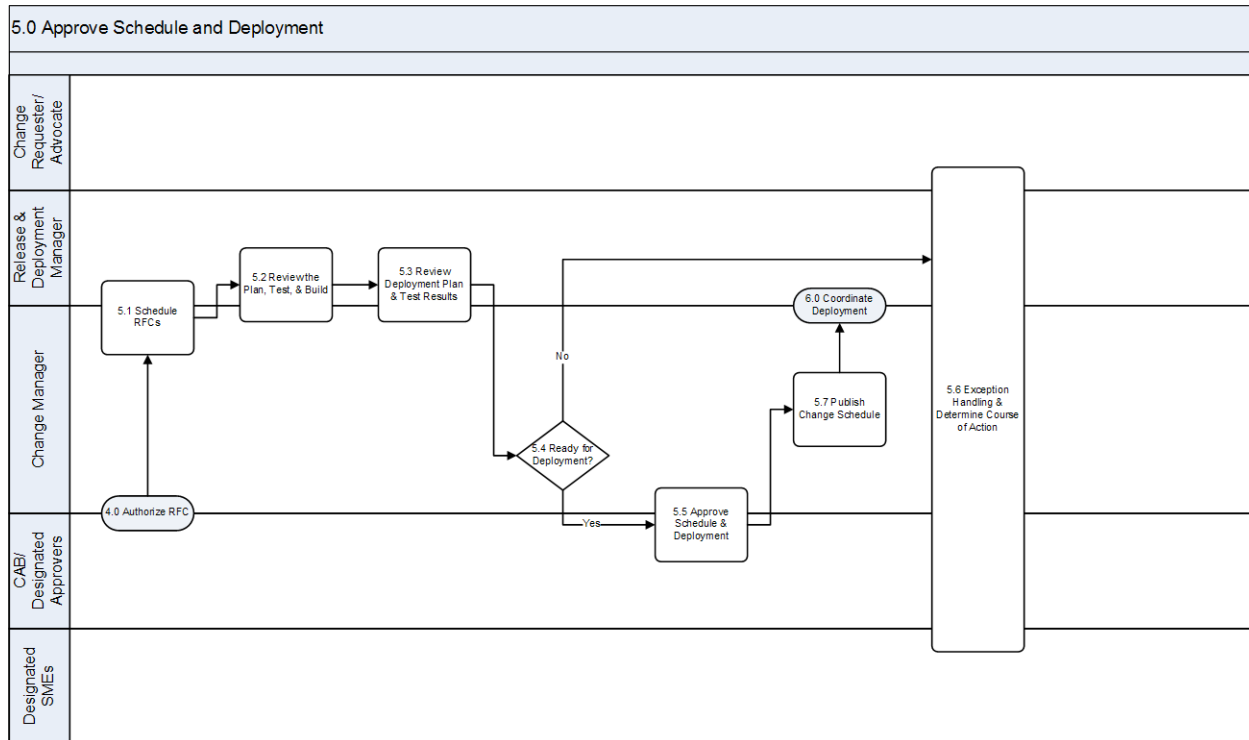 5.0 Approve Schedule and Deployment
Change
Requester/
Advocate
Release &
Deployment
Manager
Change Manager
CAB/
Designated
Approvers
Designated
SMEs
5.1 Schedule
RFCs
5.2 Review the
Plan, Test, & Build
5.3 Review
Deployment Plan
& Test Results
4.0 Authorize RFC
No
5.4 Ready for
Deployment?
Yes
5.5 Approve
Schedule &
Deployment
6.0 Coordinate
Deployment
5.7 Publish
Change Schedule
5.6 Exception
Handling &
Determine Course
of Action